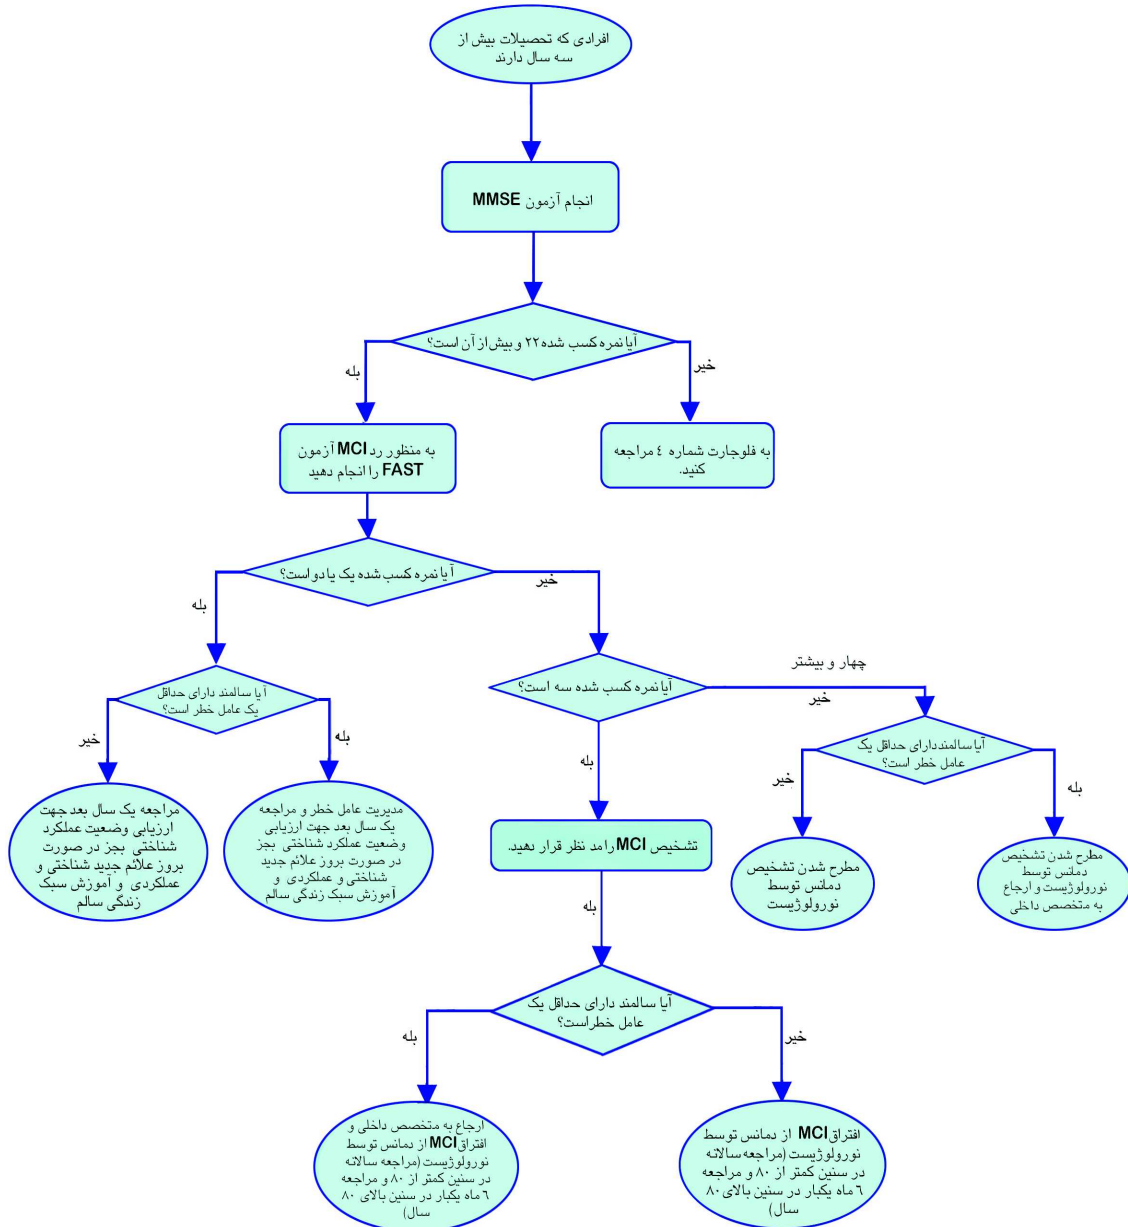 افرادی که تحصیلات بیش از
سه سال دارند
انجام آزمون MMSE
آیا نمره کسب شده ۲۲ و بیش از آن است؟
بله
خیر
به منظور رد MCI آزمون
FAST را انجام دهید
به فلوجارت شماره ٤ مراجعه
کنید.
آیا نمره کسب شده یک یا دو است؟
بله
خیر
آیا سالمند دارای حداقل
یک عامل خطر است؟
خیر
بله
مراجعه یک سال بعد جهت
ارزیابی وضعیت عملکرد
شناختی بجز در صورت
بروز علائم جدید شناختی و
عملکردی و آموزش سبک
زندگی سالم
مدیریت عامل خطر و مراجعه
یک سال بعد جهت ارزیابی
وضعیت عملکرد شناختی بجز
در صورت بروز علائم جدید
شناختی و عملکردی و
آموزش سبک زندگی سالم
آیا نمره کسب شده سه است؟
چهار و بیشتر
خیر
بله
آیا سالمند دارای حداقل یک
عامل خطر است؟
خیر
بله
مطرح شدن تشخیص
دمانس توسط
نورولوژیست
مطرح شدن تشخیص
دمانس توسط
نورولوژیست و ارجاع
به متخصص داخلی
تشخیص MCI را مد نظر قرار دهید.
بله
آیا سالمند دارای حداقل یک
عامل خطر است؟
بله
خیر
ارجاع به متخصص داخلی و
افتراق MCI از دمانس توسط
نورولوژیست (مراجعه سالانه
در سنین کمتر از ۸۰ و مراجعه
٦ ماه یکبار در سنین بالای ۸۰
سال)
افتراق MCI از دمانس توسط
نورولوژیست (مراجعه سالانه
در سنین کمتر از ۸۰ و مراجعه
٦ ماه یکبار در سنین بالای ۸۰
سال)